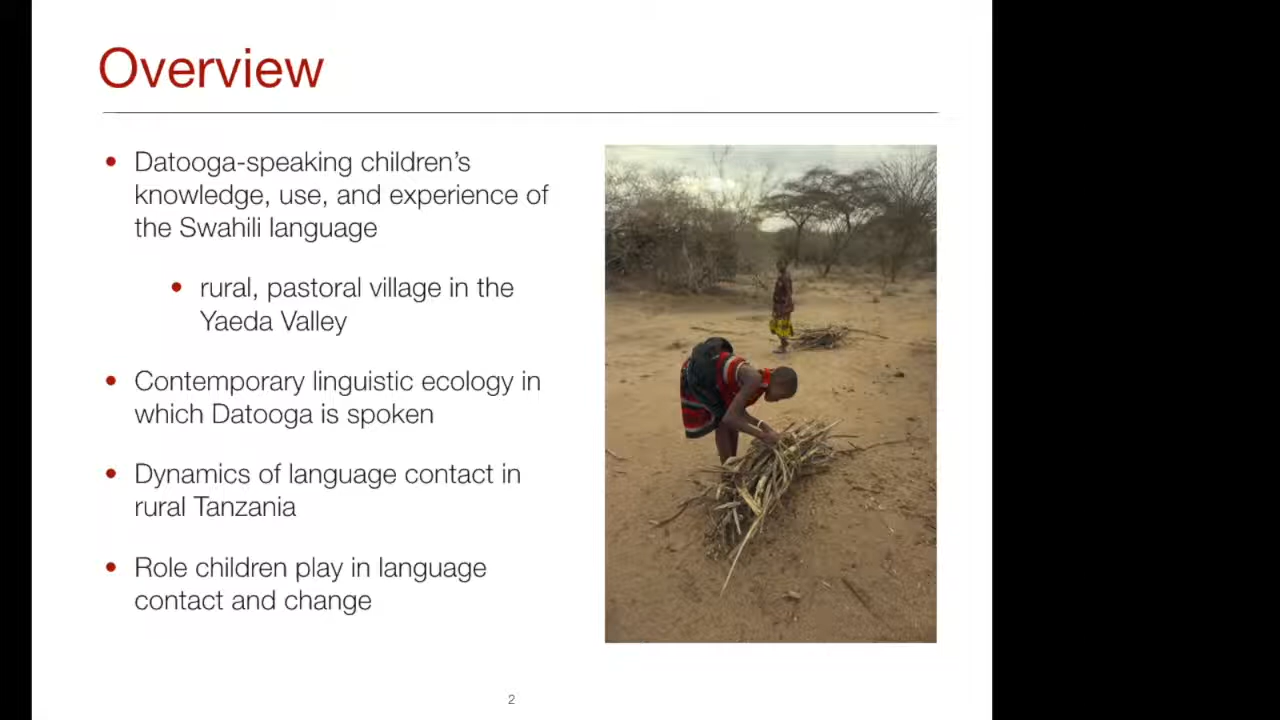 Overview
• Datooga-speaking children’s
knowledge, use, and experience of
the Swahili language
• rural, pastoral village in the
Yaeda Valley
• Contemporary linguistic ecology in
which Datooga is spoken
• Dynamics of language contact in
rural Tanzania
• Role children play in language
contact and change
2